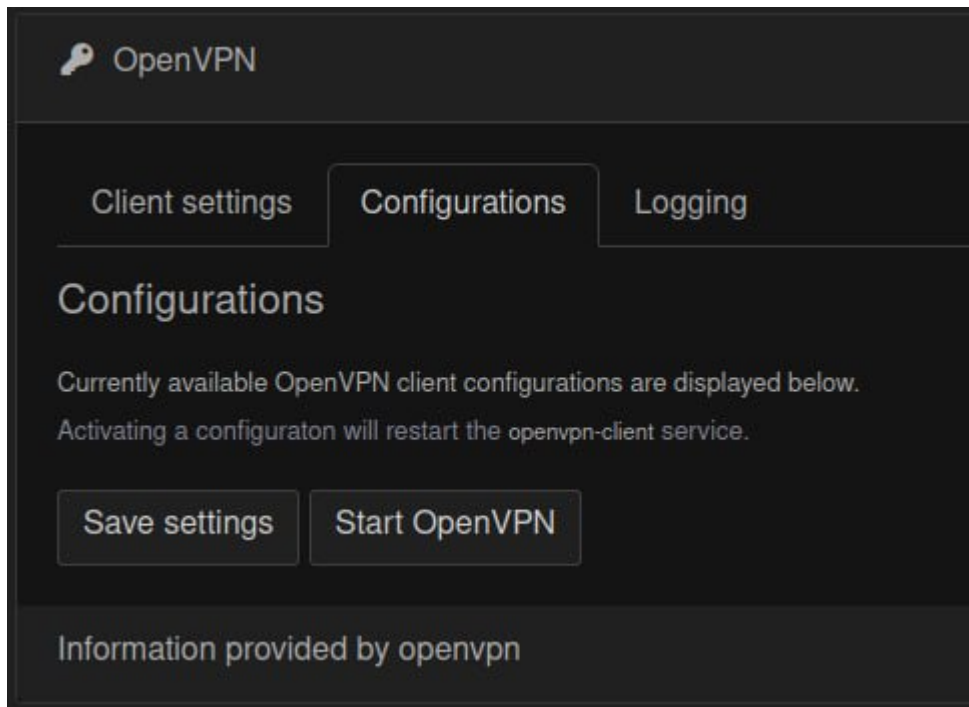 OpenVPN
Client settings Configurations Logging
Configurations
Currently available OpenVPN client configurations are displayed below.
Activating a configuraton will restart the openvpn-client service.
Save settings Start OpenVPN
Information provided by openvpn